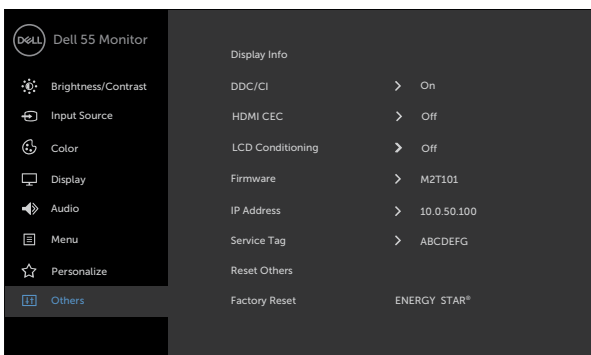 DELL Dell 55 Monitor
Display Info
Brightness/Contrast DDC/CI > On
Input Source HDMI CEC > Off
Color LCD Conditioning > Off
Display Firmware > M2T101
Audio IP Address > 10.0.50.100
Menu Service Tag > ABCDEFG
Personalize Reset Others
Others Factory Reset ENERGY STAR®